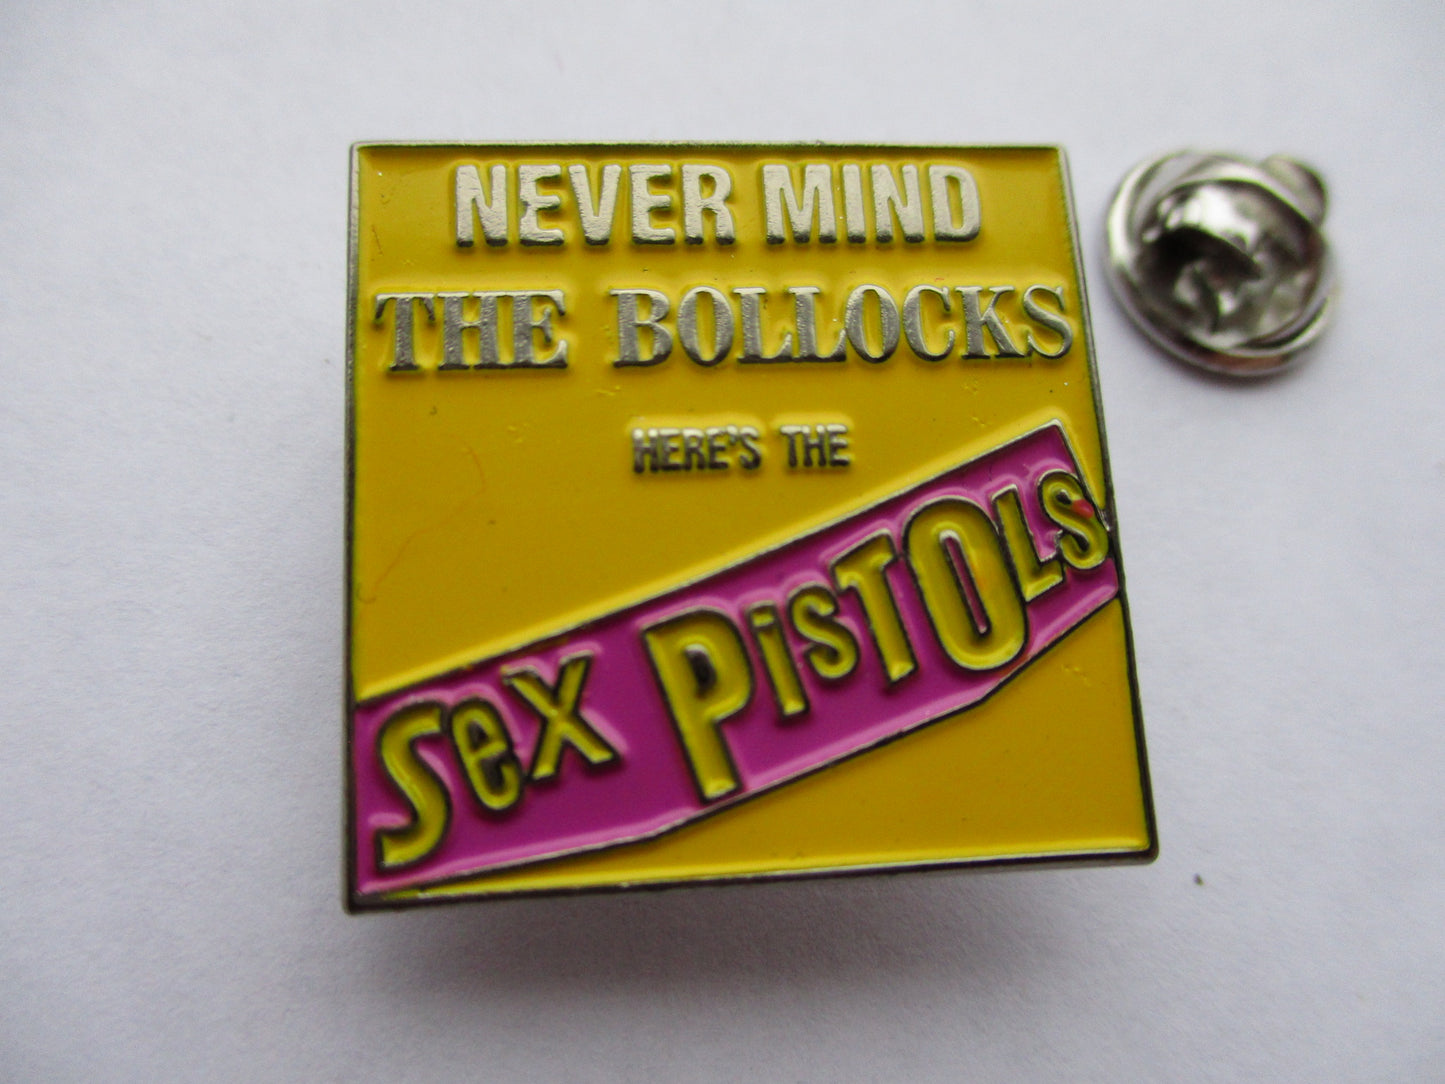 NEVER MIND
THE BOLLOCKS
HERE'S THE
SeX PiSTOLS